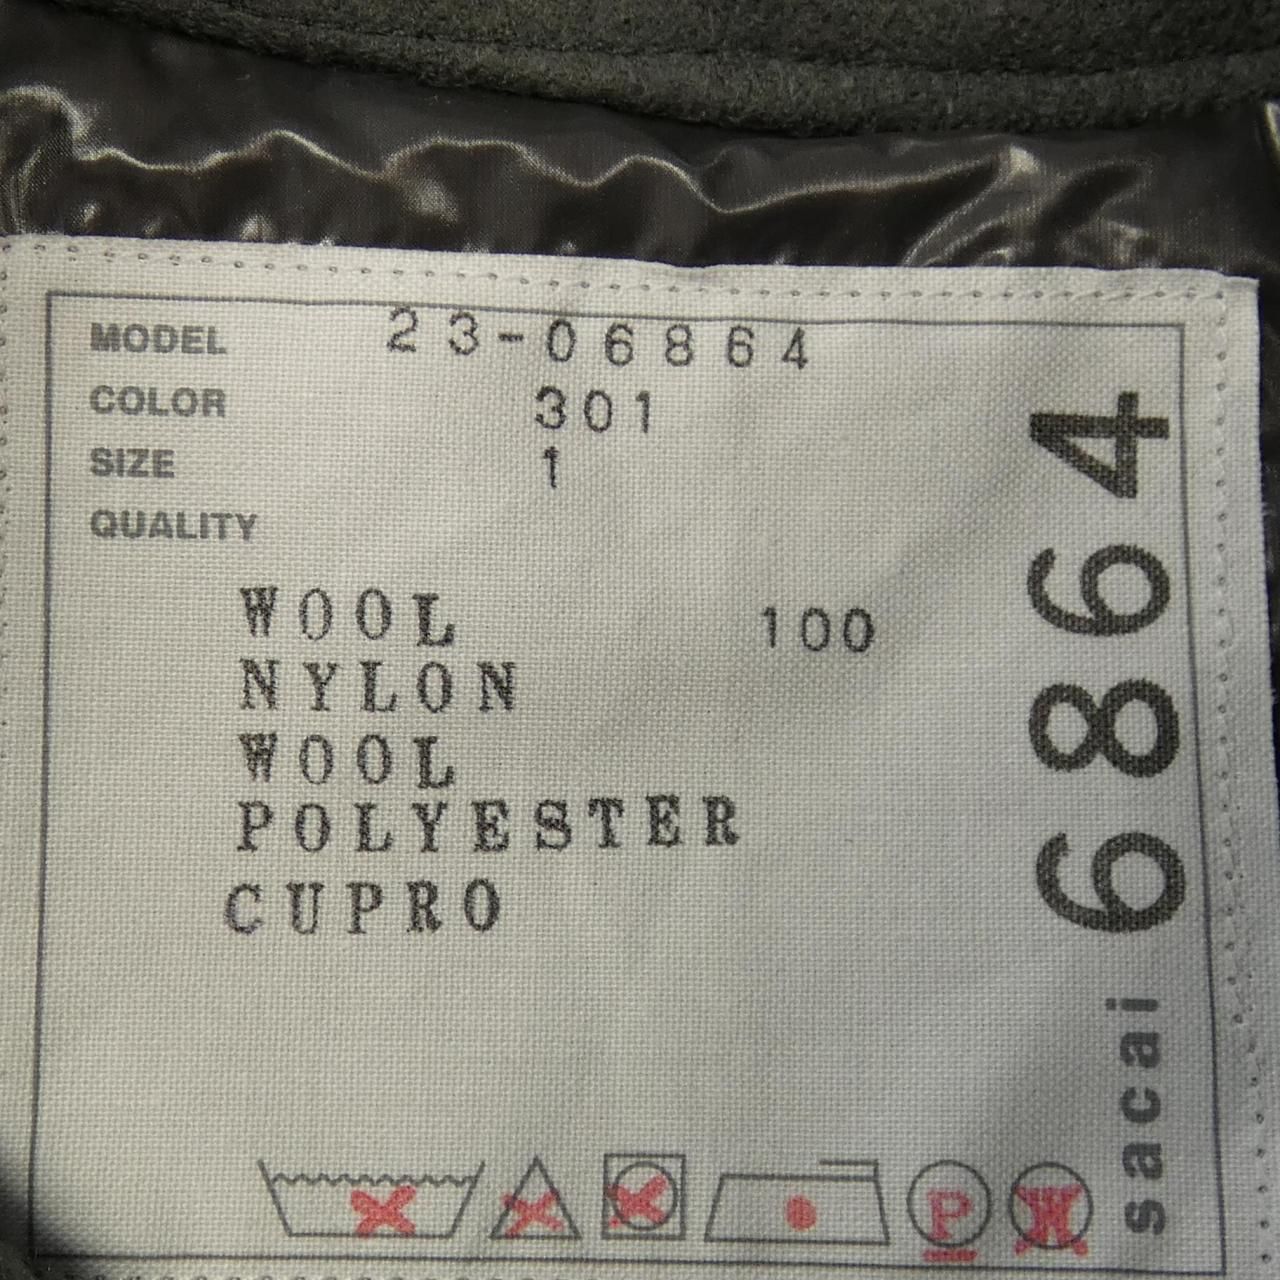 MODEL 23-06864
COLOR 301
SIZE 1
QUALITY
WOOL 100
NYLON
WOOL
POLYESTER
CUPRO
sacai 6864
P
W